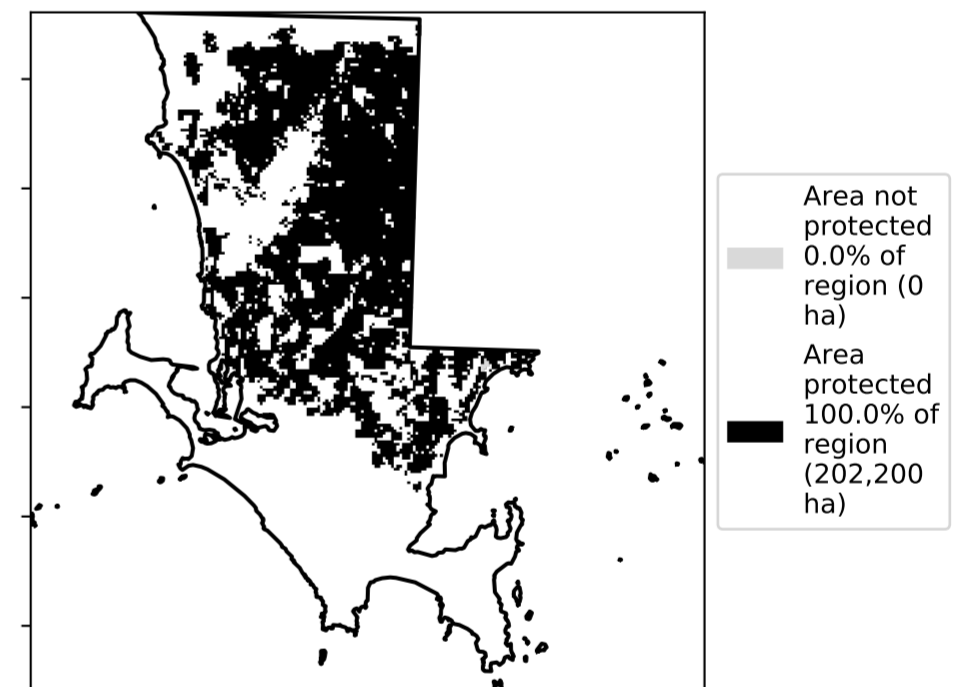 Area not
protected
0.0% of
region (0
ha)
Area
protected
100.0% of
region
(202,200
ha)